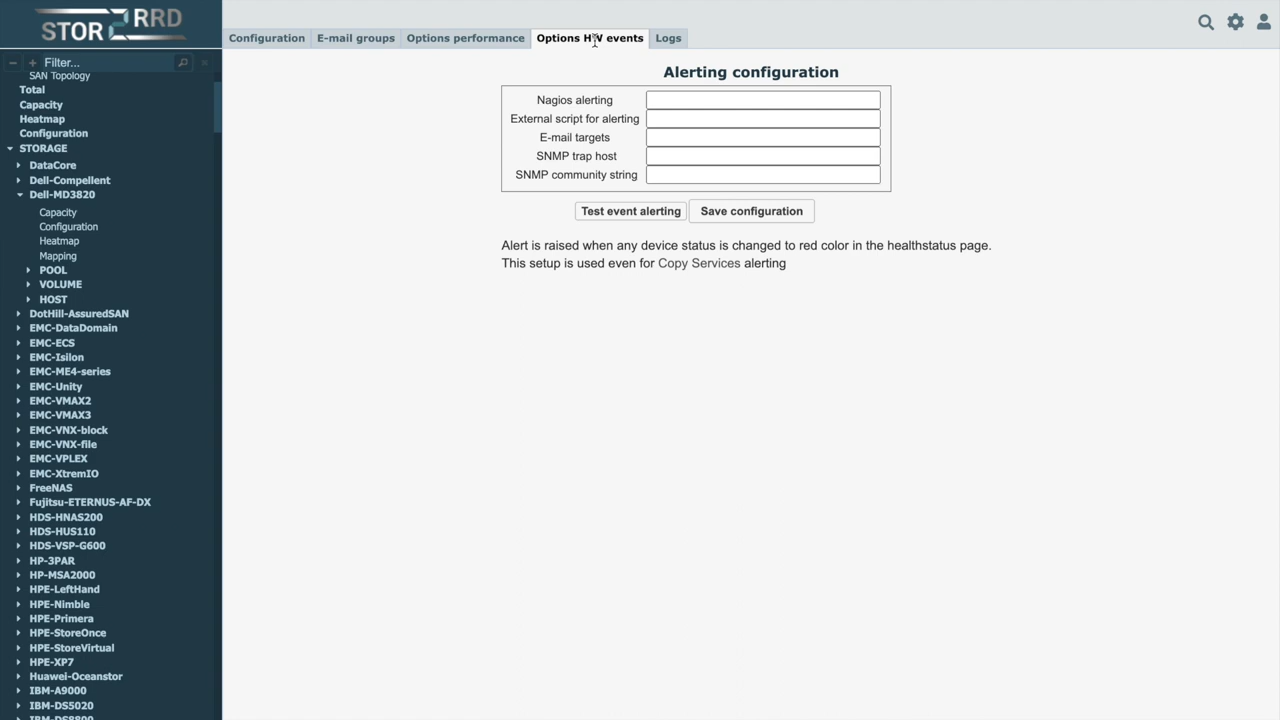 STOR2RRD
Configuration
E-mail groups
Options performance
Options HW events
Logs
Filter...
SAN Topology
Total
Capacity
Heatmap
Configuration
STORAGE
DataCore
Dell-Compellent
Dell-MD3820
Capacity
Configuration
Heatmap
Mapping
POOL
VOLUME
HOST
DotHill-AssuredSAN
EMC-DataDomain
EMC-ECS
EMC-Isilon
EMC-ME4-series
EMC-Unity
EMC-VMAX2
EMC-VMAX3
EMC-VNX-block
EMC-VNX-file
EMC-VPLEX
EMC-XtremIO
FreeNAS
Fujitsu-ETERNUS-AF-DX
HDS-HNAS200
HDS-HUS110
HDS-VSP-G600
HP-3PAR
HP-MSA2000
HPE-LeftHand
HPE-Nimble
HPE-Primera
HPE-StoreOnce
HPE-StoreVirtual
HPE-XP7
Huawei-Oceanstor
IBM-A9000
IBM-DS5020
IBM-DS8800
Alerting configuration
Nagios alerting
External script for alerting
E-mail targets
SNMP trap host
SNMP community string
Test event alerting
Save configuration
Alert is raised when any device status is changed to red color in the healthstatus page.
This setup is used even for Copy Services alerting